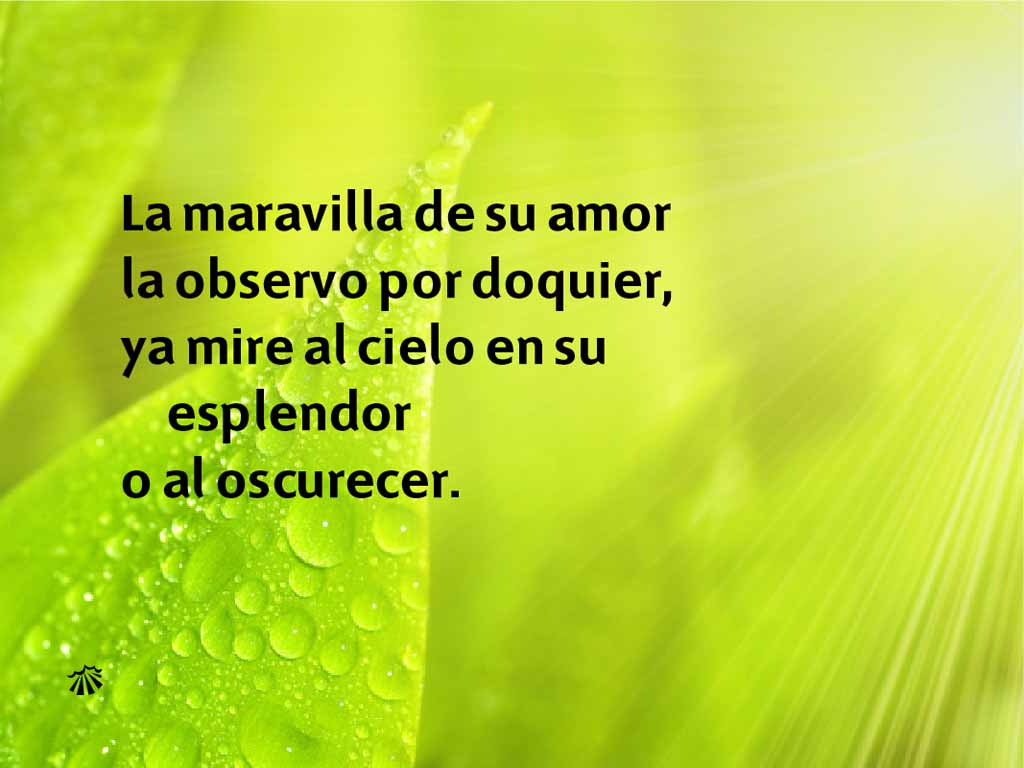 La maravilla de su amor
la observo por doquier,
ya mire al cielo en su
esplendor
o al oscurecer.